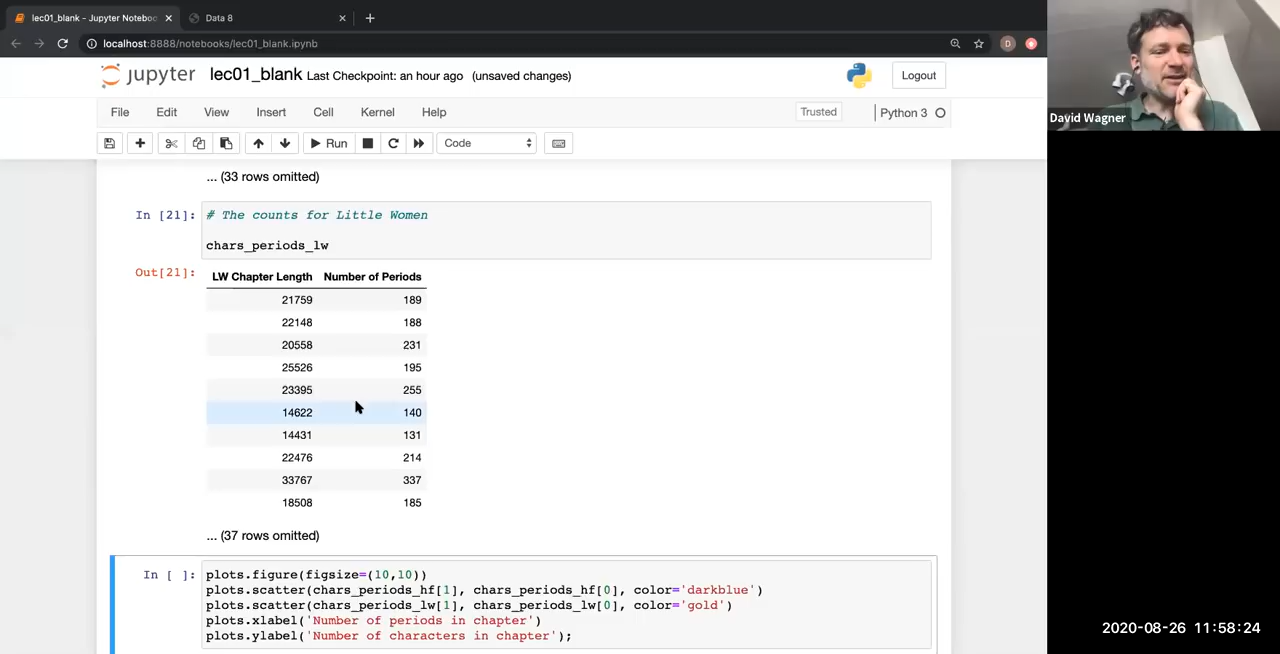 lec01_blank - Jupyter Noteboo
Data 8
localhost:8888/notebooks/lec01_blank.ipynb
D
jupyter lec01_blank Last Checkpoint: an hour ago (unsaved changes)
Logout
File Edit View Insert Cell Kernel Help
Trusted
Python 3
Run
Code
... (33 rows omitted)
In [21]: # The counts for Little Women
chars_periods_lw
Out[21]:
LW Chapter Length Number of Periods
21759 189
22148 188
20558 231
25526 195
23395 255
14622 140
14431 131
22476 214
33767 337
18508 185
... (37 rows omitted)
In [ ]: plots.figure(figsize=(10,10))
plots.scatter(chars_periods_hf[1], chars_periods_hf[0], color='darkblue')
plots.scatter(chars_periods_lw[1], chars_periods_lw[0], color='gold')
plots.xlabel('Number of periods in chapter')
plots.ylabel('Number of characters in chapter');
David Wagner
2020-08-26 11:58:24